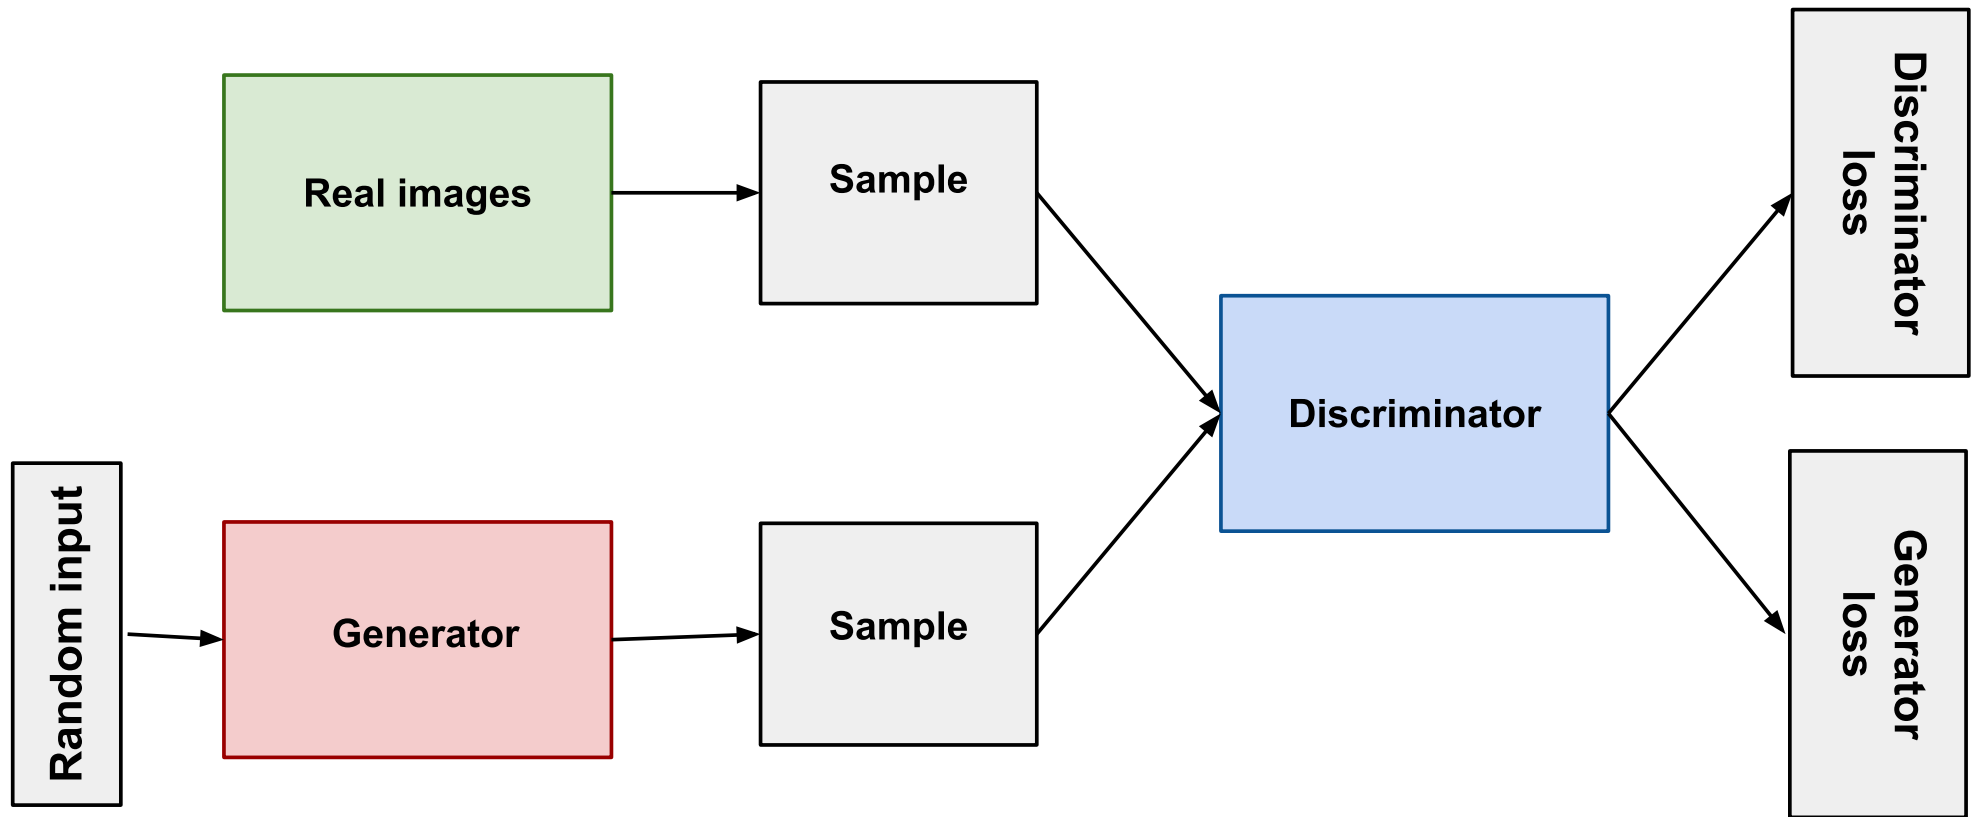 Real images
Sample
Discriminator
loss
Discriminator
Random input
Generator
Sample
Generator
loss